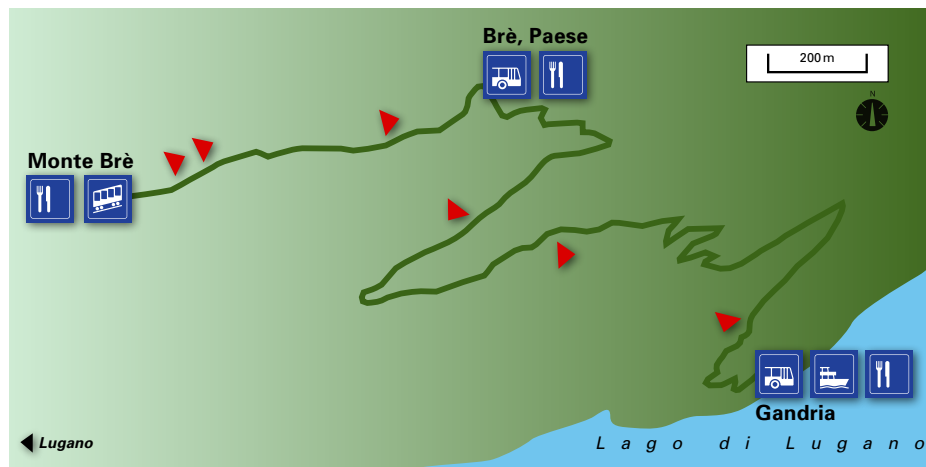 Brè, Paese
200 m
N
Monte Brè
Gandria
Lugano
Lago di Lugano